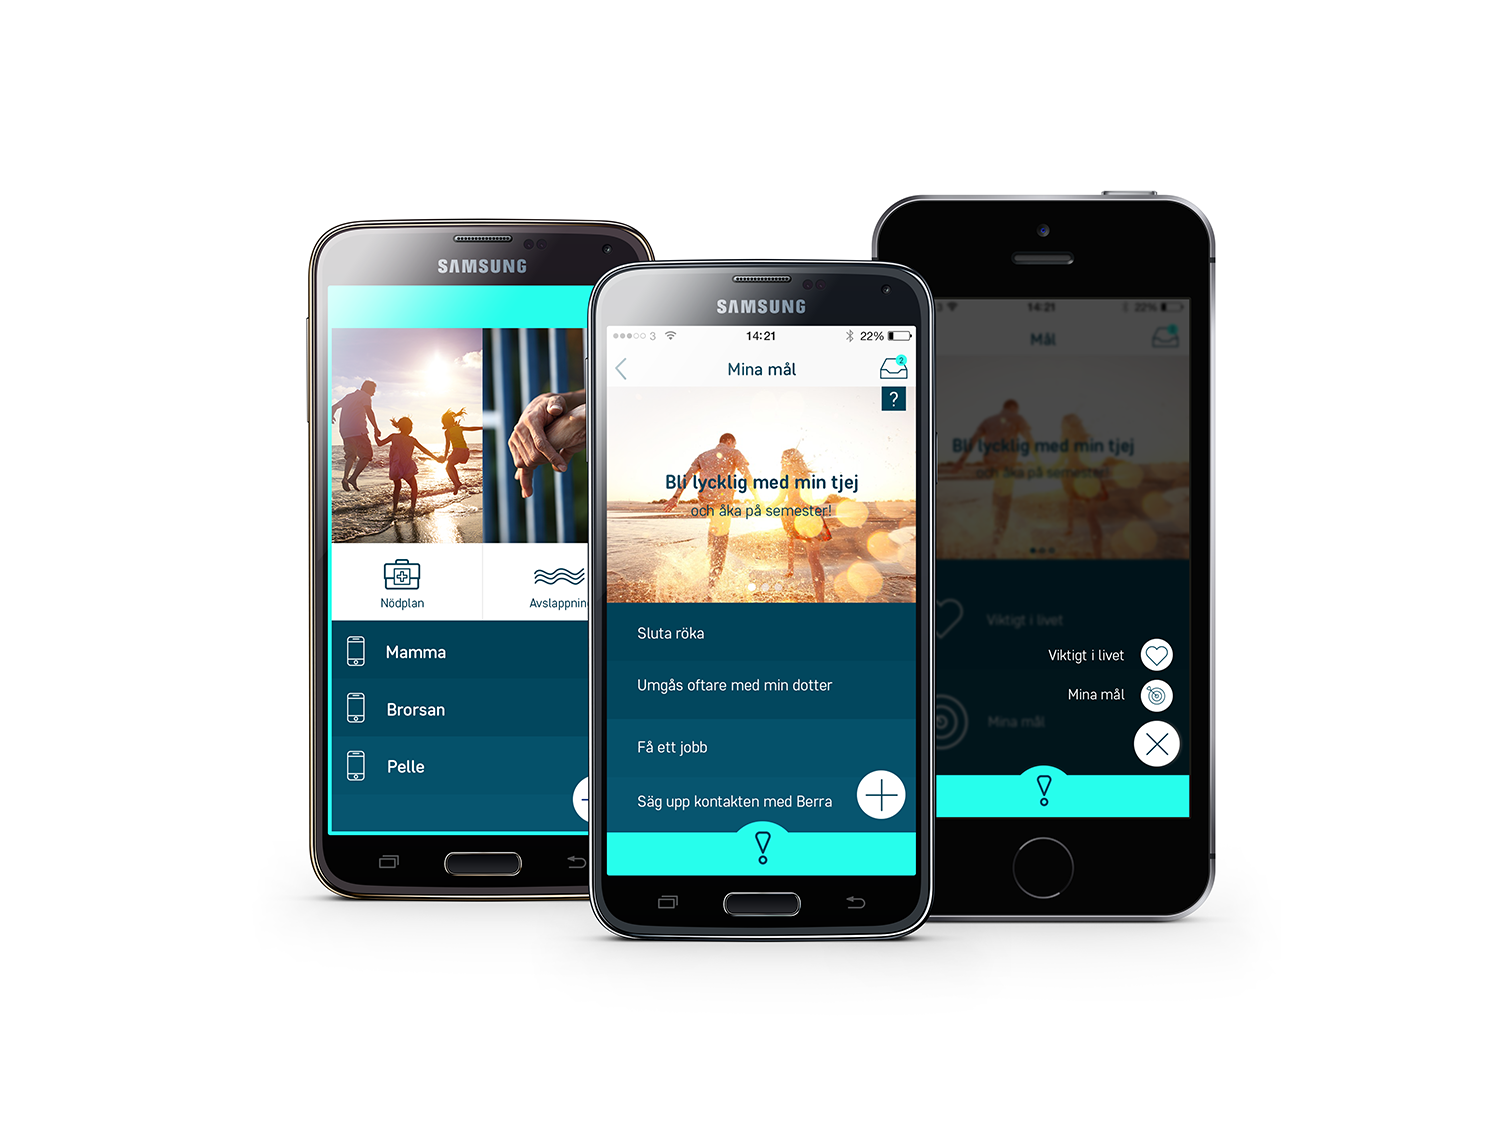 SAMSUNG
Nödplan
Avslappnin
Mamma
Brorsan
Pelle
SAMSUNG
3
14:21
22%
Mina mål
2
?
Bli lycklig med min tjej
och åka på semester!
Sluta röka
Umgås oftare med min dotter
Få ett jobb
Säg upp kontakten med Berra
3
14:21
22%
Mål
Bli lycklig med min tjej
och åka på semester!
Viktigt i livet
Viktigt i livet
Mina mål
Mina mål